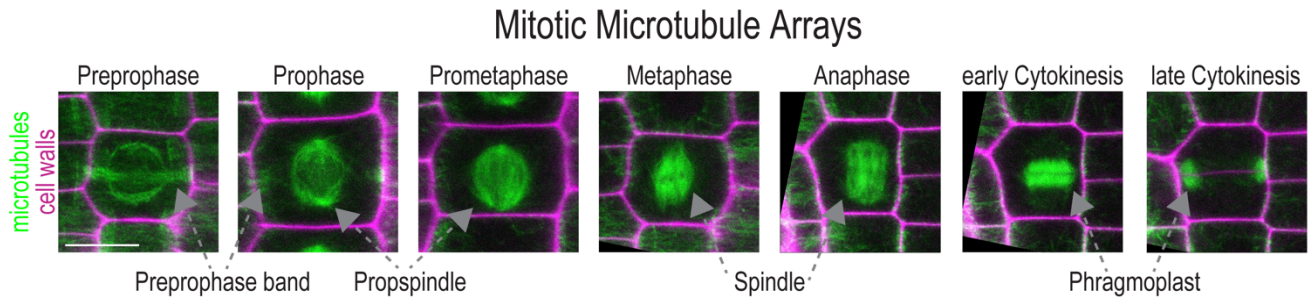 Mitotic Microtubule Arrays
Preprophase
Prophase
Prometaphase
Metaphase
Anaphase
early Cytokinesis
late Cytokinesis
microtubules
cell walls
Preprophase band
Propspindle
Spindle
Phragmoplast